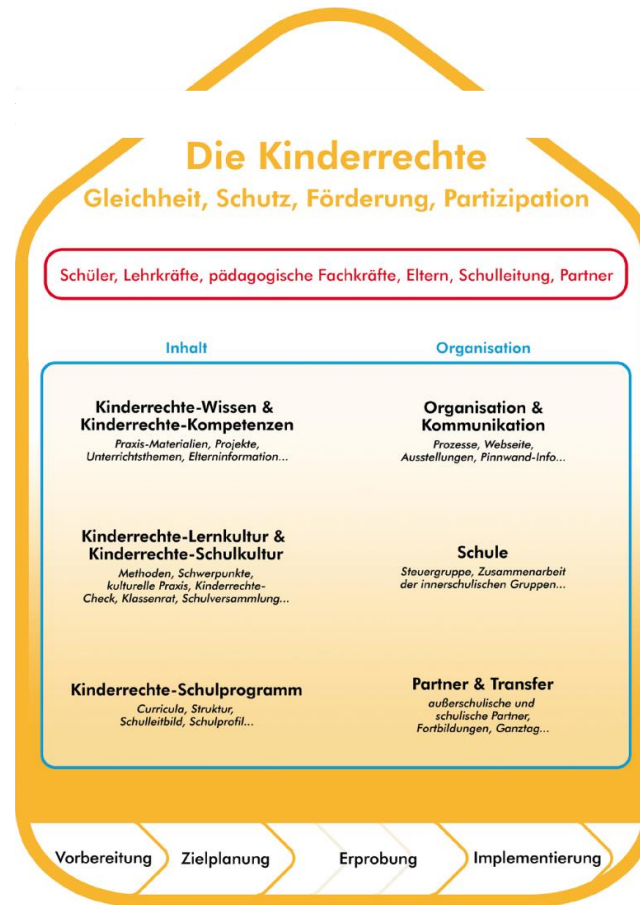 Die Kinderrechte
Gleichheit, Schutz, Förderung, Partizipation
Schüler, Lehrkräfte, pädagogische Fachkräfte, Eltern, Schulleitung, Partner
Inhalt
Kinderrechte-Wissen &
Kinderrechte-Kompetenzen
Praxis-Materialien, Projekte,
Unterrichtsthemen, Elterninformation...
Kinderrechte-Lernkultur &
Kinderrechte-Schulkultur
Methoden, Schwerpunkte,
kulturelle Praxis, Kinderrechte-
Check, Klassenrat, Schulversammlung...
Kinderrechte-Schulprogramm
Curricula, Struktur,
Schulleitbild, Schulprofil...
Organisation
Organisation &
Kommunikation
Prozesse, Webseite,
Ausstellungen, Pinnwand-Info...
Schule
Steuergruppe, Zusammenarbeit
der innerschulischen Gruppen...
Partner & Transfer
außerschulische und
schulische Partner,
Fortbildungen, Ganztag...
Vorbereitung
Zielplanung
Erprobung
Implementierung